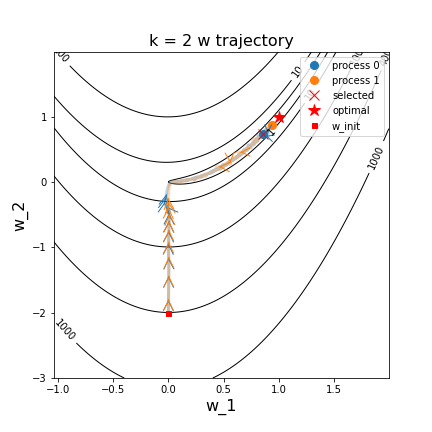 k = 2 w trajectory
process 0
process 1
selected
optimal
w_init
10
1000
1000
w_2
1
0
−1
−2
−3
−1.0
−0.5
0.0
0.5
1.0
1.5
w_1